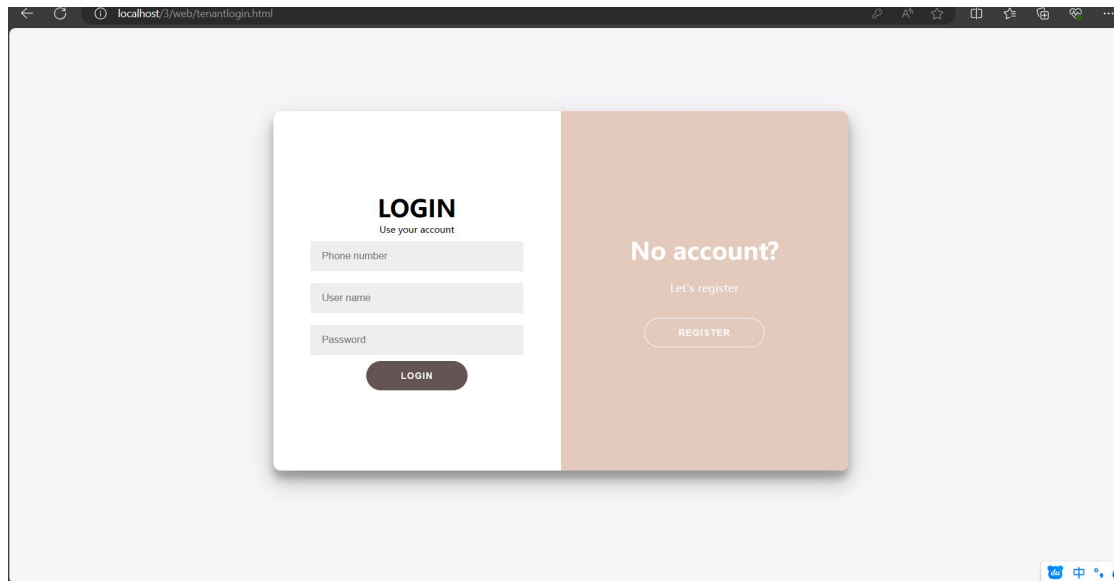 localhost/3/web/tenantlogin.html
LOGIN
Use your account
Phone number
User name
Password
LOGIN
No account?
Let's register
REGISTER
du 中